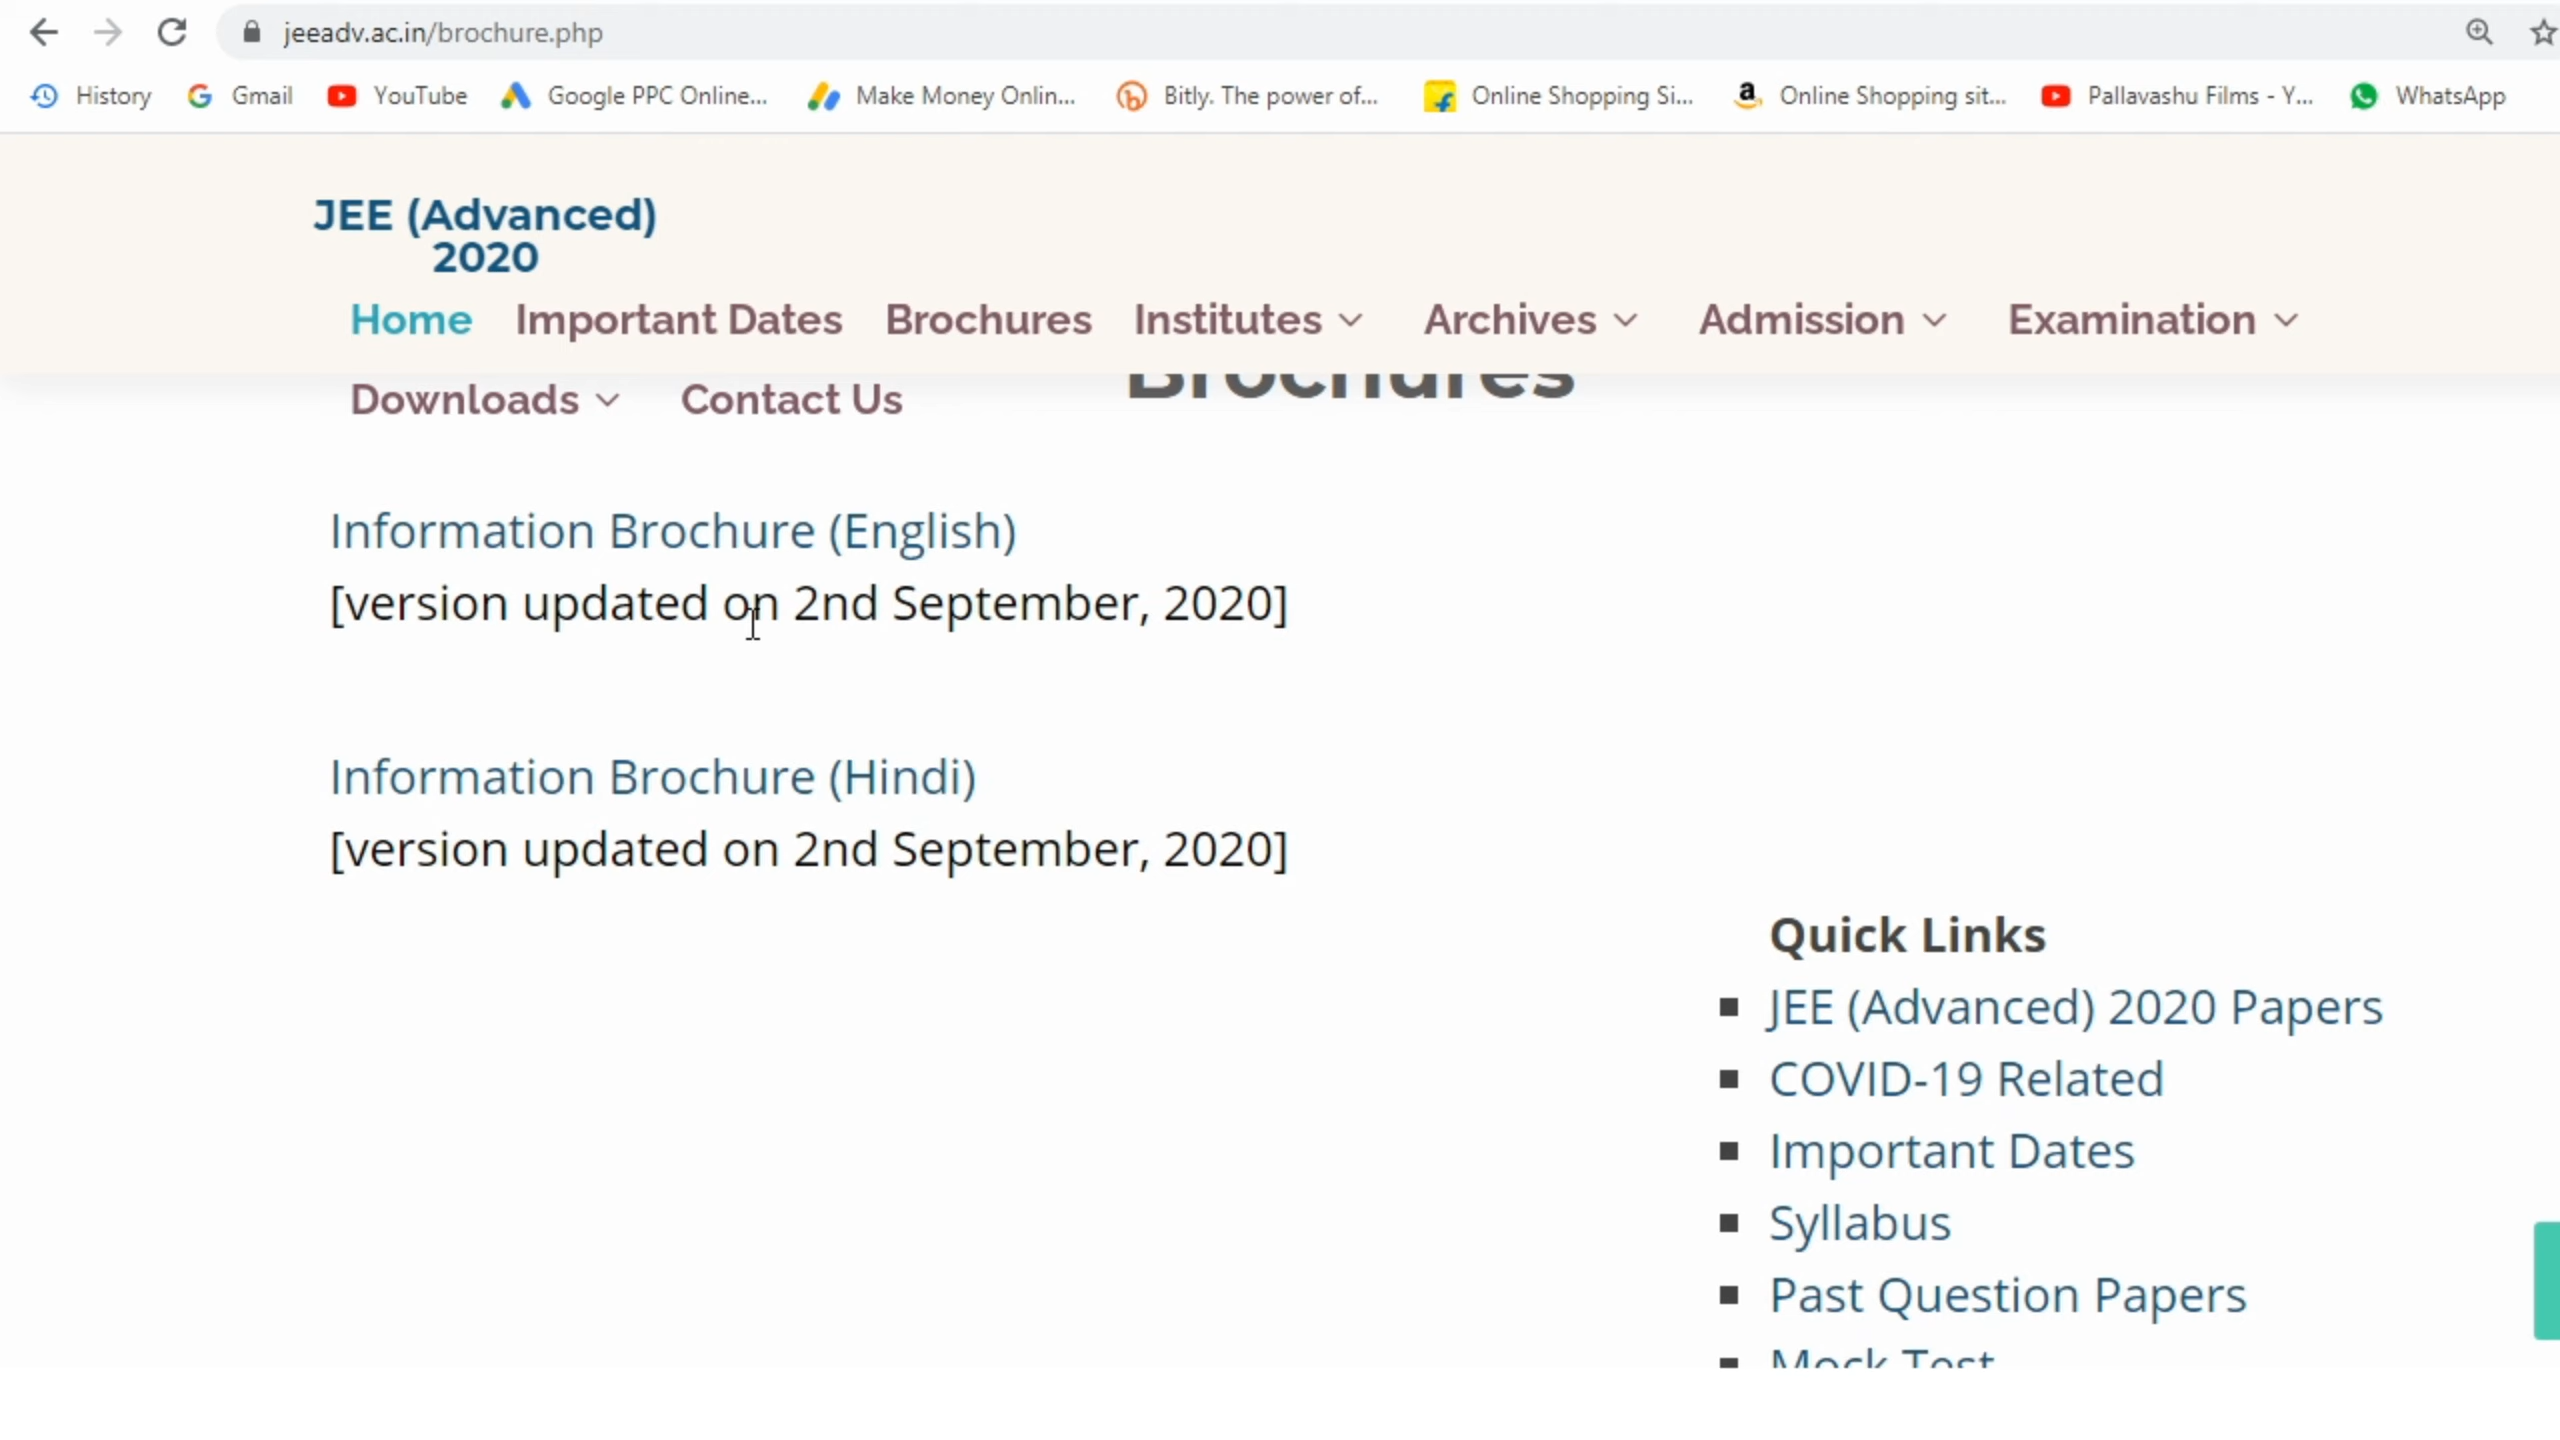 jeeadv.ac.in/brochure.php
History Gmail YouTube Google PPC Online... Make Money Onlin... Bitly. The power of... Online Shopping Si... Online Shopping sit... Pallavashu Films - Y... WhatsApp
JEE (Advanced)
2020
Home Important Dates Brochures Institutes Archives Admission Examination
Downloads Contact Us
Brochures
Information Brochure (English)
[version updated on 2nd September, 2020]
Information Brochure (Hindi)
[version updated on 2nd September, 2020]
Quick Links
JEE (Advanced) 2020 Papers
COVID-19 Related
Important Dates
Syllabus
Past Question Papers
Mock Test